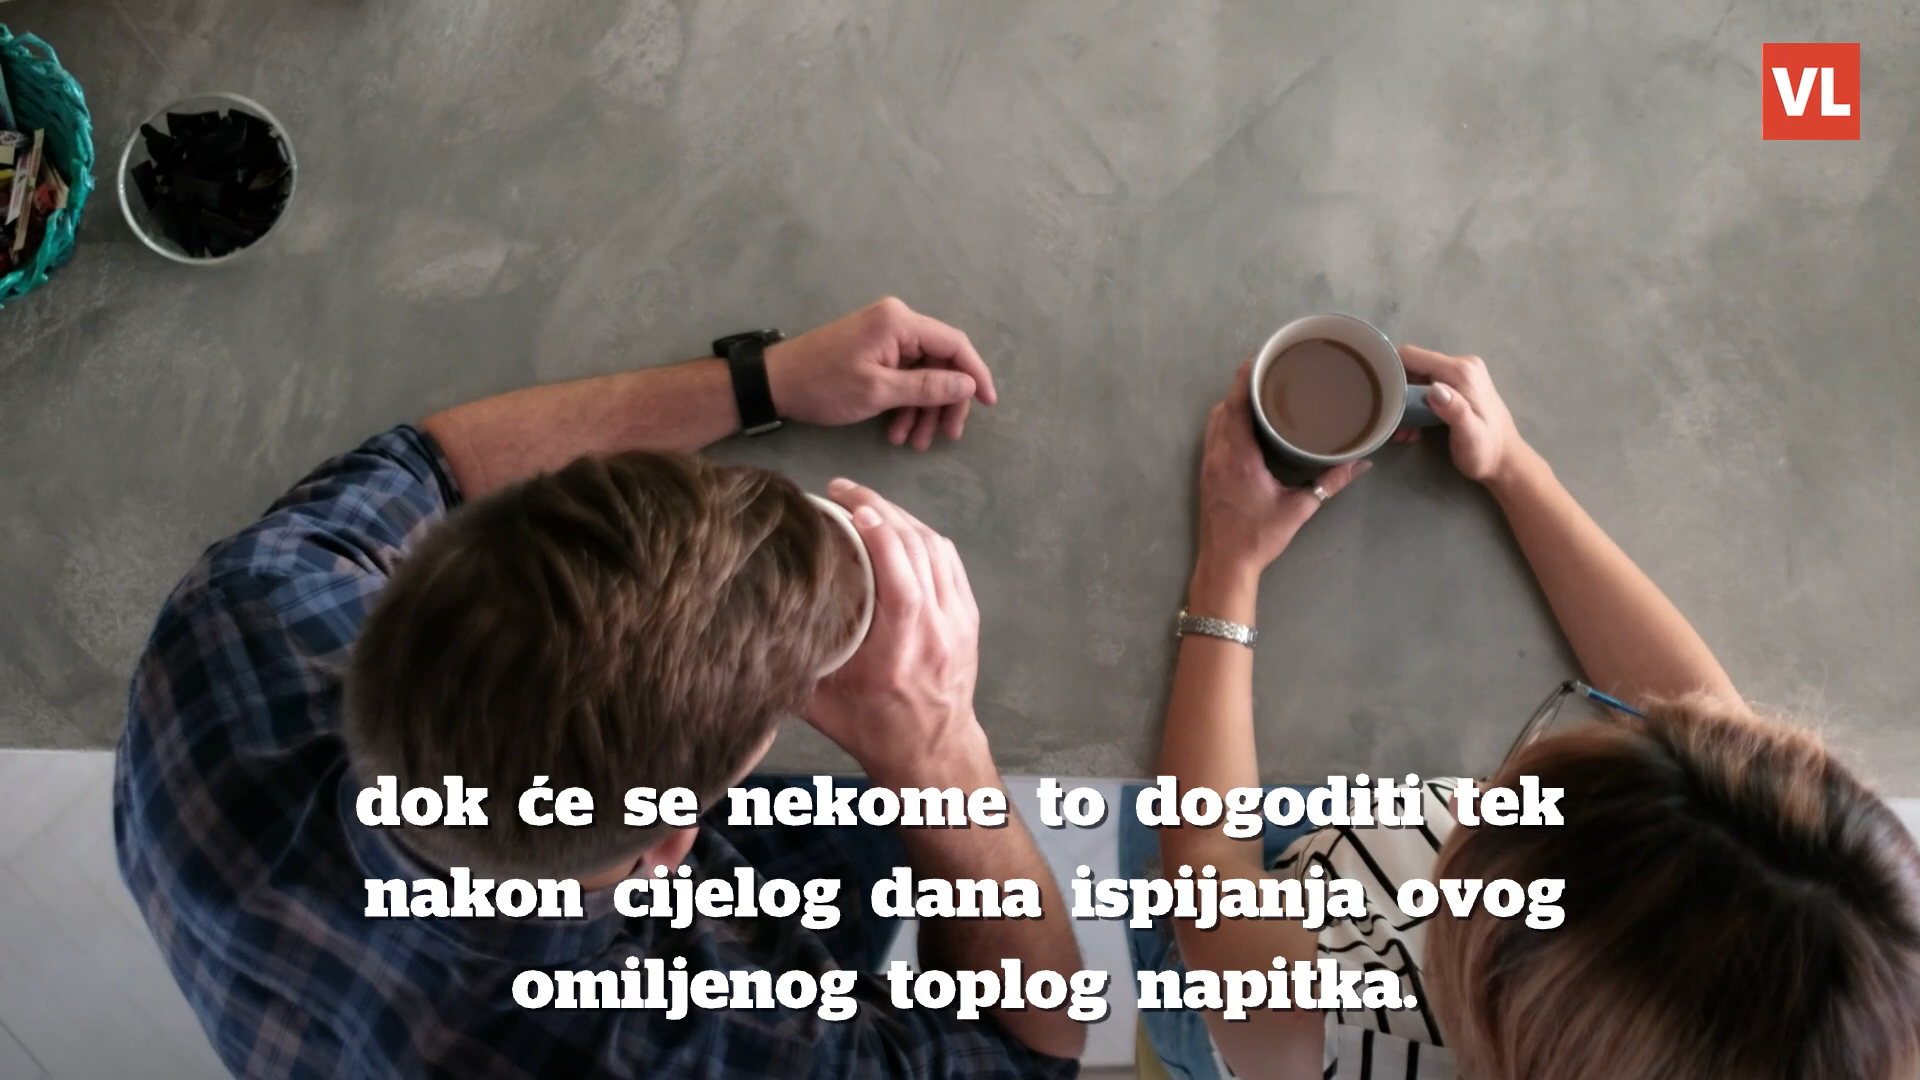 VL
dok će se nekome to dogoditi tek
nakon cijelog dana ispijanja ovog
omiljenog toplog napitka.